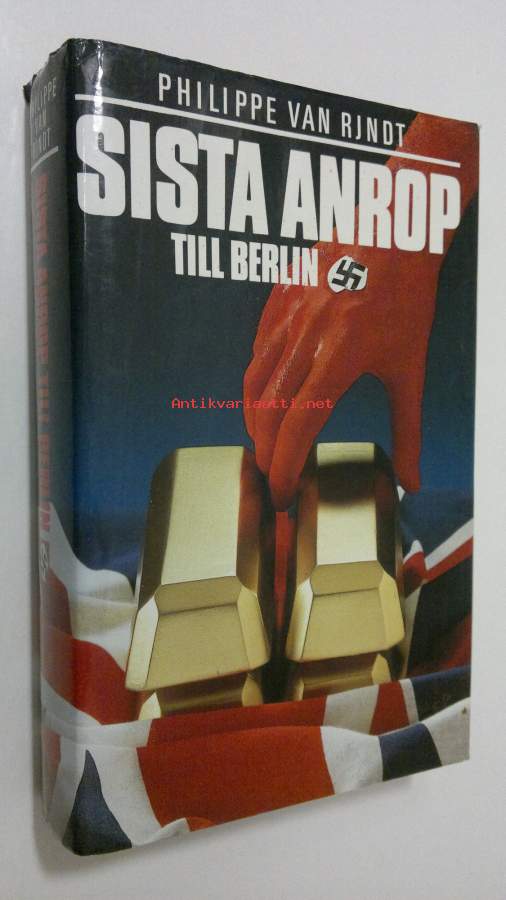 PHILIPPE VAN RJNDT
SISTA ANROP
TILL BERLIN
PHILIPPE
VAN
RJNDT
SISTA ANROP TILL BERLIN
Antikvariaatti.net